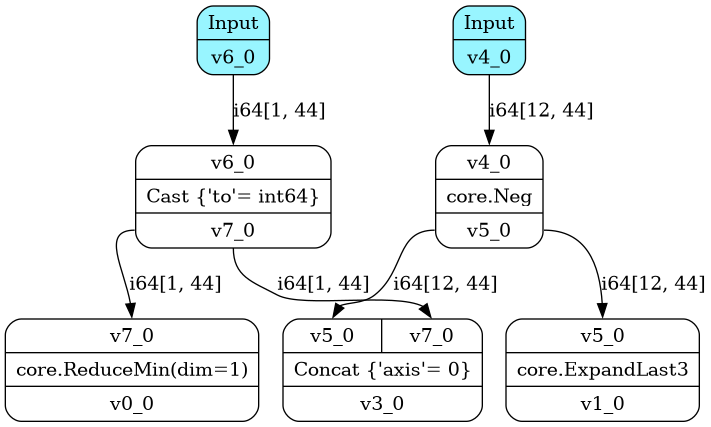 Input
v6_0
Input
v4_0
i64[1, 44]
i64[12, 44]
v6_0
Cast {'to'= int64}
v7_0
v4_0
core.Neg
v5_0
i64[1, 44]
i64[1, 44]
i64[12, 44]
i64[12, 44]
v7_0
core.ReduceMin(dim=1)
v0_0
v5_0
v7_0
Concat {'axis'= 0}
v3_0
v5_0
core.ExpandLast3
v1_0